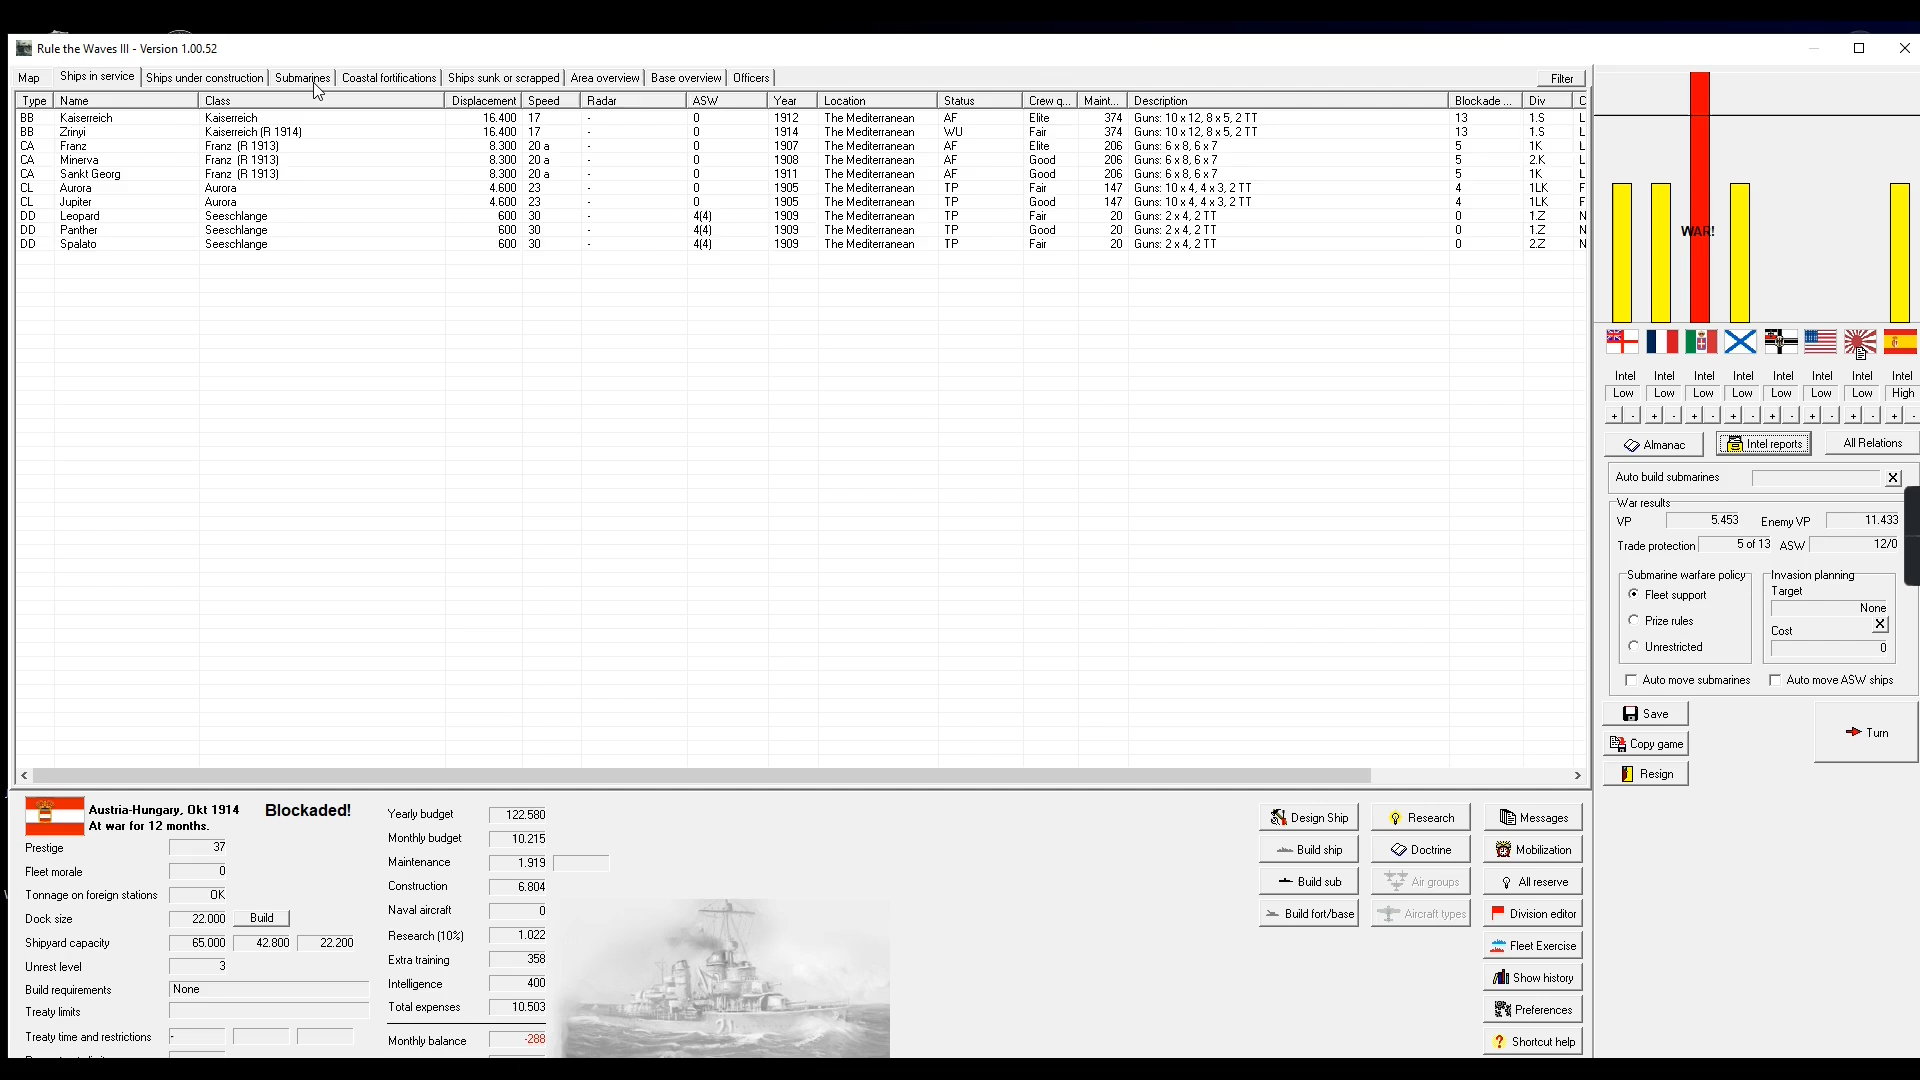 Rule the Waves III - Version 1.00.52
Map Ships in service Ships under construction Submarines Coastal fortifications Ships sunk or scrapped Area overview Base overview Officers Filter
Type Name Class Displacement Speed Radar ASW Year Location Status Crew q... Maint... Description Blockade ... Div C
BB Kaiserreich Kaiserreich 16.400 17 - 0 1912 The Mediterranean AF Elite 374 Guns: 10 x 12, 8 x 5, 2 TT 13 1.S L
BB Zrinyi Kaiserreich (R 1914) 16.400 17 - 0 1914 The Mediterranean WU Fair 374 Guns: 10 x 12, 8 x 5, 2 TT 13 1.S L
CA Franz Franz (R 1913) 8.300 20 a - 0 1907 The Mediterranean AF Elite 206 Guns: 6 x 8, 6 x 7 5 1K L
CA Minerva Franz (R 1913) 8.300 20 a - 0 1908 The Mediterranean AF Good 206 Guns: 6 x 8, 6 x 7 5 2.K L
CA Sankt Georg Franz (R 1913) 8.300 20 a - 0 1911 The Mediterranean AF Good 206 Guns: 6 x 8, 6 x 7 5 1K L
CL Aurora Aurora 4.600 23 - 0 1905 The Mediterranean TP Fair 147 Guns: 10 x 4, 4 x 3, 2 TT 4 1LK F
CL Jupiter Aurora 4.600 23 - 0 1905 The Mediterranean TP Good 147 Guns: 10 x 4, 4 x 3, 2 TT 4 1LK F
DD Leopard Seeschlange 600 30 - 4(4) 1909 The Mediterranean TP Fair 20 Guns: 2 x 4, 2 TT 0 1.Z N
DD Panther Seeschlange 600 30 - 4(4) 1909 The Mediterranean TP Good 20 Guns: 2 x 4, 2 TT 0 1.Z N
DD Spalato Seeschlange 600 30 - 4(4) 1909 The Mediterranean TP Fair 20 Guns: 2 x 4, 2 TT 0 2.Z N
WAR!
Intel Intel Intel Intel Intel Intel Intel Intel
Low Low Low Low Low Low Low High
+ - + - + - + - + - + - + - + -
Almanac Intel reports All Relations
Auto build submarines X
War results
VP 5.453 Enemy VP 11.433
Trade protection 5 of 13 ASW 12/0
Submarine warfare policy
Fleet support
Prize rules
Unrestricted
Invasion planning
Target
None
X
Cost
0
Auto move submarines Auto move ASW ships
Save
Copy game
Resign
Turn
Austria-Hungary, Okt 1914
At war for 12 months.
Blockaded!
Prestige 37
Fleet morale 0
Tonnage on foreign stations OK
Dock size 22.000 Build
Shipyard capacity 65.000 42.800 22.200
Unrest level 3
Build requirements None
Treaty limits
Treaty time and restrictions -
Yearly budget 122.580
Monthly budget 10.215
Maintenance 1.919
Construction 6.804
Naval aircraft 0
Research (10%) 1.022
Extra training 358
Intelligence 400
Total expenses 10.503
Monthly balance -288
Design Ship Research Messages
Build ship Doctrine Mobilization
Build sub Air groups All reserve
Build fort/base Aircraft types Division editor
Fleet Exercise
Show history
Preferences
? Shortcut help